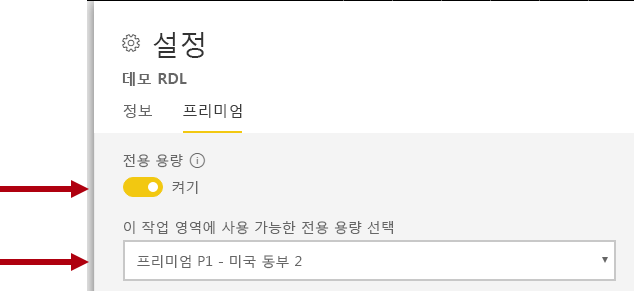 설정
데모 RDL
정보 프리미엄
전용 용량
켜기
이 작업 영역에 사용 가능한 전용 용량 선택
프리미엄 P1 - 미국 동부 2